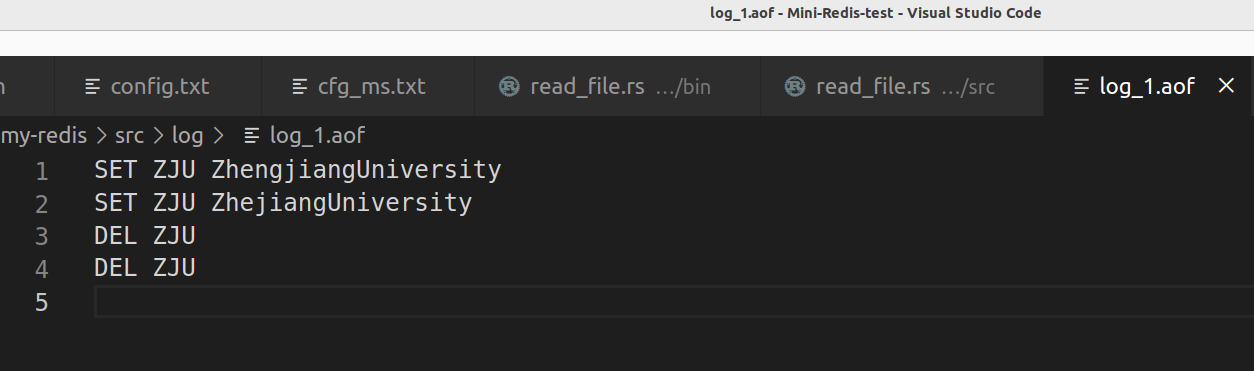 log_1.aof - Mini-Redis-test - Visual Studio Code
config.txt cfg_ms.txt read_file.rs …/bin read_file.rs …/src log_1.aof
my-redis > src > log > log_1.aof
1 SET ZJU ZhengjiangUniversity
2 SET ZJU ZhejiangUniversity
3 DEL ZJU
4 DEL ZJU
5